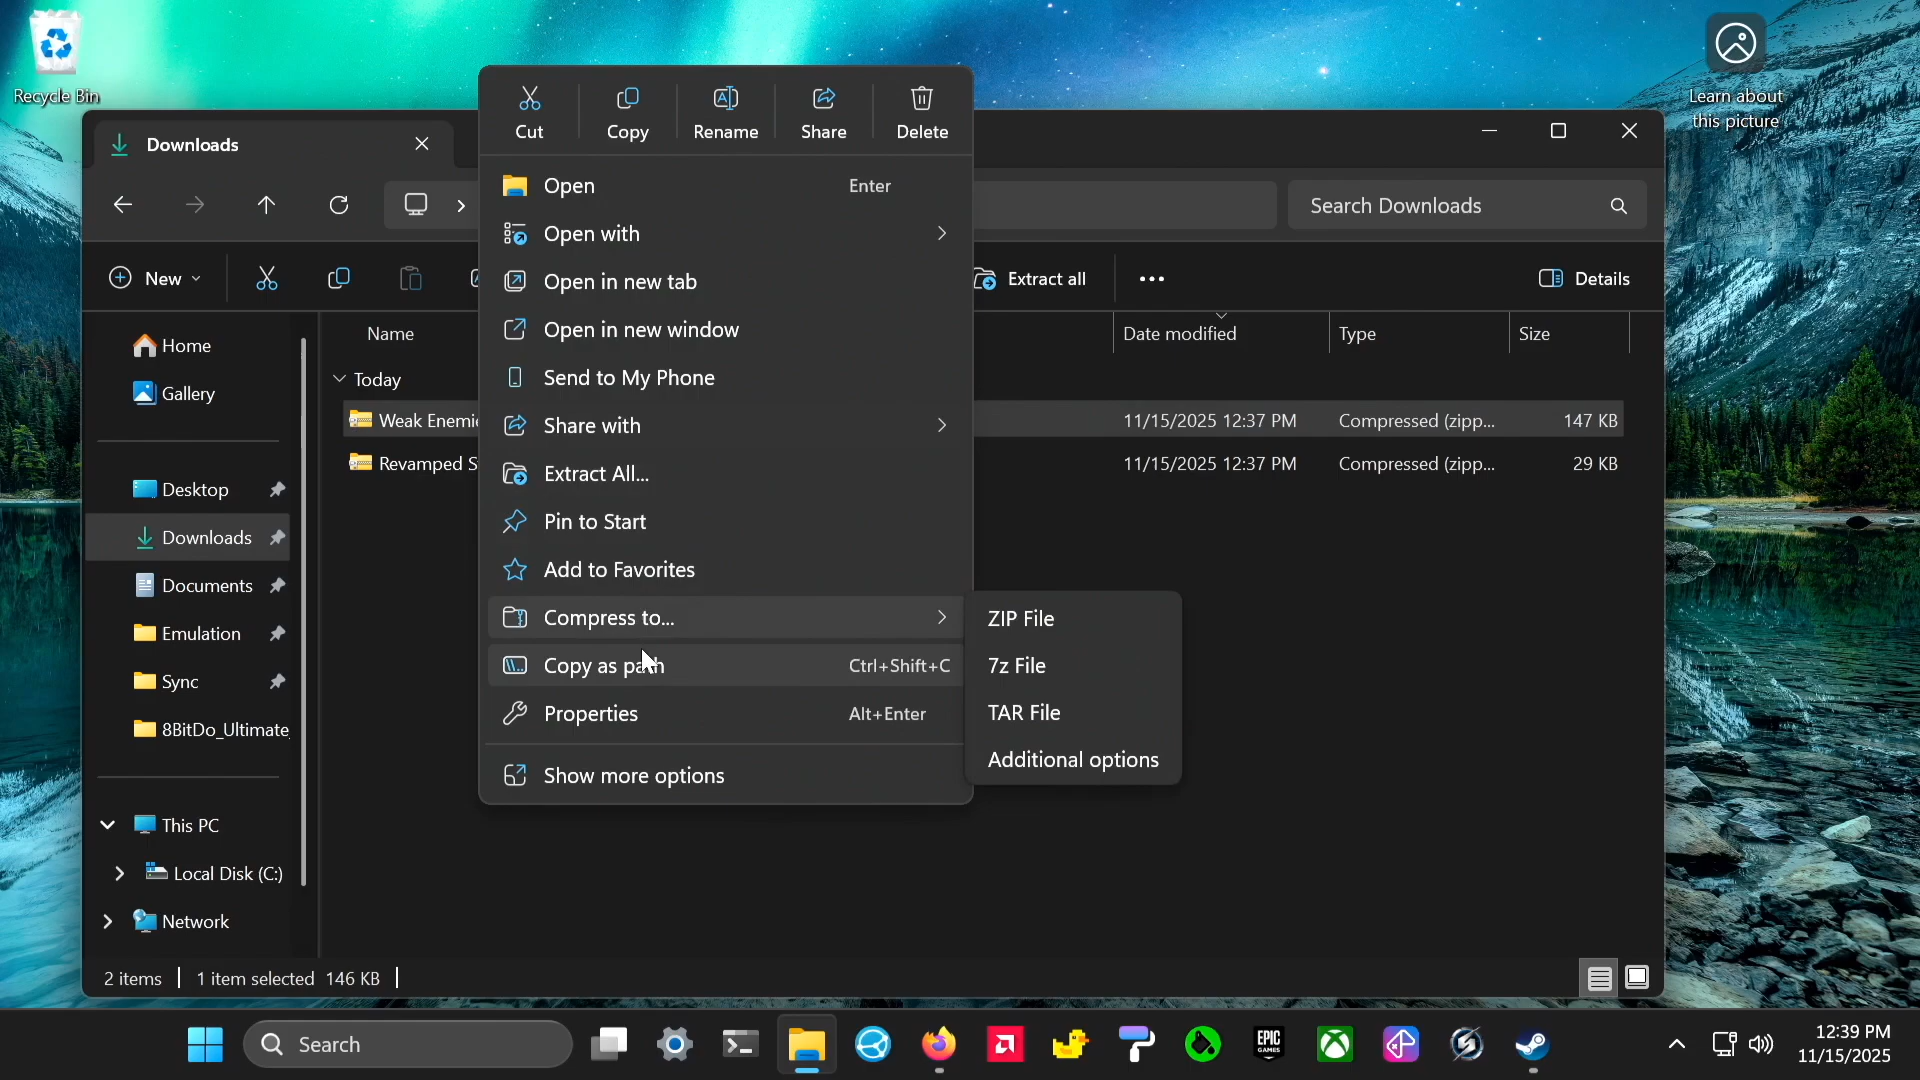 Recycle Bin
Learn about
this picture
Downloads
Cut
Copy
Rename
Share
Delete
Search Downloads
New
Extract all
Details
Open Enter
Open with
Open in new tab
Open in new window
Send to My Phone
Share with
Extract All...
Pin to Start
Add to Favorites
Compress to...
Copy as path Ctrl+Shift+C
Properties Alt+Enter
Show more options
ZIP File
7z File
TAR File
Additional options
Home
Gallery
Desktop
Downloads
Documents
Emulation
Sync
8BitDo_Ultimate
This PC
Local Disk (C:)
Network
Name Date modified Type Size
Today
Weak Enemie 11/15/2025 12:37 PM Compressed (zipp... 147 KB
Revamped S 11/15/2025 12:37 PM Compressed (zipp... 29 KB
2 items 1 item selected 146 KB
Search
EPIC
GAMES
12:39 PM
11/15/2025